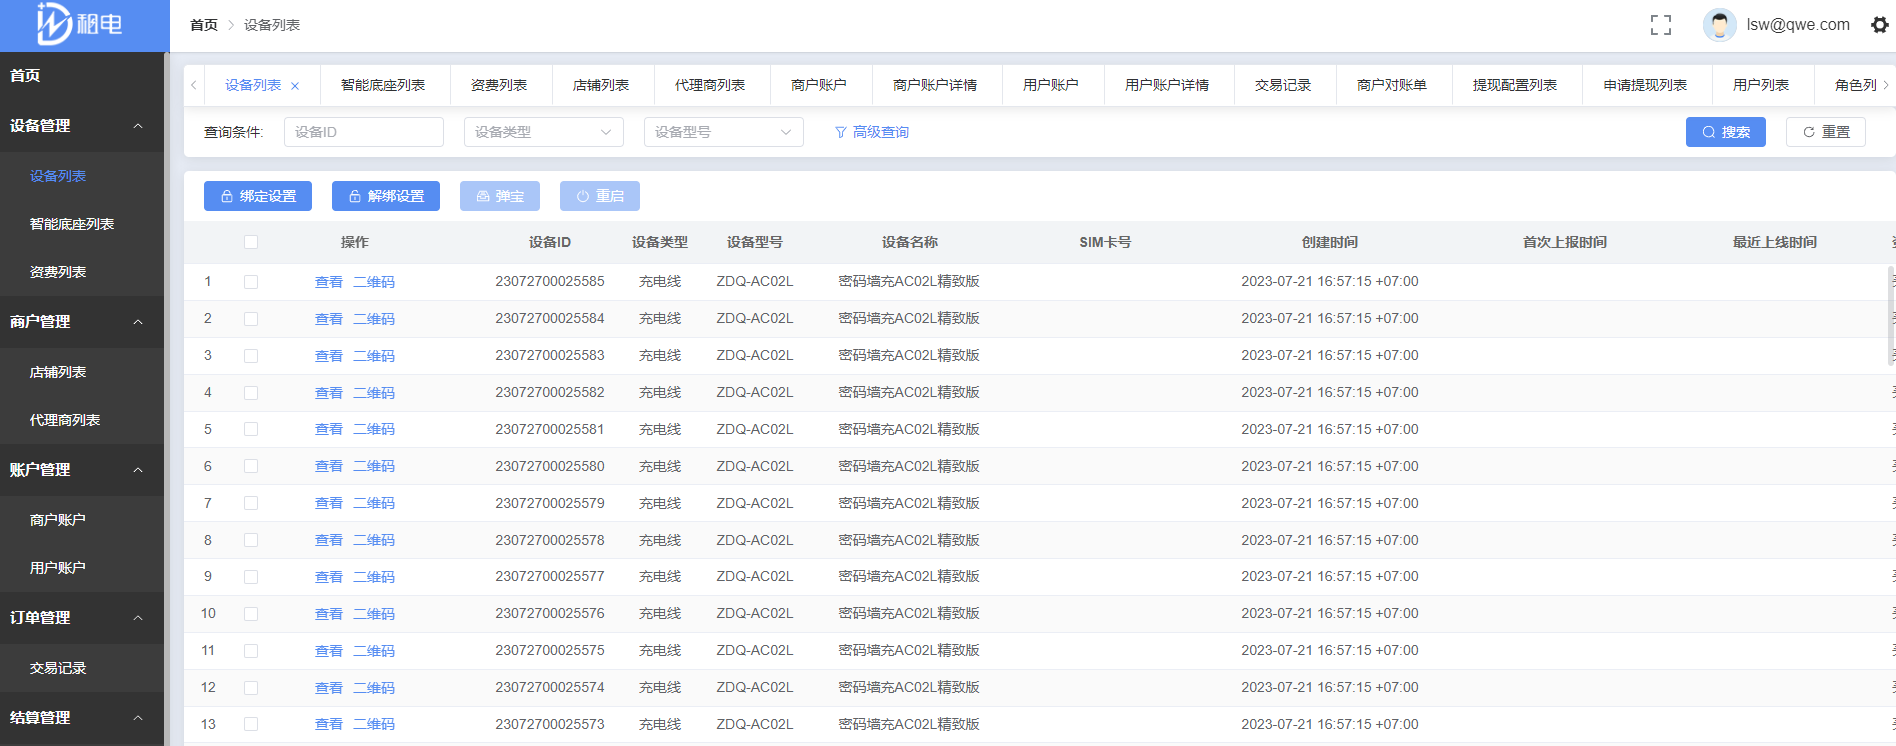 租电
首页
设备管理
设备列表
智能底座列表
资费列表
商户管理
店铺列表
代理商列表
账户管理
商户账户
用户账户
订单管理
交易记录
结算管理
首页 > 设备列表
lsw@qwe.com
设备列表 × 智能底座列表 资费列表 店铺列表 代理商列表 商户账户 商户账户详情 用户账户 用户账户详情 交易记录 商户对账单 提现配置列表 申请提现列表 用户列表 角色列
查询条件: 设备ID 设备类型 设备型号 高级查询 搜索 重置
绑定设置 解绑设置 弹宝 重启
操作 设备ID 设备类型 设备型号 设备名称 SIM卡号 创建时间 首次上报时间 最近上线时间
1 查看 二维码 23072700025585 充电线 ZDQ-AC02L 密码墙充AC02L精致版 2023-07-21 16:57:15 +07:00
2 查看 二维码 23072700025584 充电线 ZDQ-AC02L 密码墙充AC02L精致版 2023-07-21 16:57:15 +07:00
3 查看 二维码 23072700025583 充电线 ZDQ-AC02L 密码墙充AC02L精致版 2023-07-21 16:57:15 +07:00
4 查看 二维码 23072700025582 充电线 ZDQ-AC02L 密码墙充AC02L精致版 2023-07-21 16:57:15 +07:00
5 查看 二维码 23072700025581 充电线 ZDQ-AC02L 密码墙充AC02L精致版 2023-07-21 16:57:15 +07:00
6 查看 二维码 23072700025580 充电线 ZDQ-AC02L 密码墙充AC02L精致版 2023-07-21 16:57:15 +07:00
7 查看 二维码 23072700025579 充电线 ZDQ-AC02L 密码墙充AC02L精致版 2023-07-21 16:57:15 +07:00
8 查看 二维码 23072700025578 充电线 ZDQ-AC02L 密码墙充AC02L精致版 2023-07-21 16:57:15 +07:00
9 查看 二维码 23072700025577 充电线 ZDQ-AC02L 密码墙充AC02L精致版 2023-07-21 16:57:15 +07:00
10 查看 二维码 23072700025576 充电线 ZDQ-AC02L 密码墙充AC02L精致版 2023-07-21 16:57:15 +07:00
11 查看 二维码 23072700025575 充电线 ZDQ-AC02L 密码墙充AC02L精致版 2023-07-21 16:57:15 +07:00
12 查看 二维码 23072700025574 充电线 ZDQ-AC02L 密码墙充AC02L精致版 2023-07-21 16:57:15 +07:00
13 查看 二维码 23072700025573 充电线 ZDQ-AC02L 密码墙充AC02L精致版 2023-07-21 16:57:15 +07:00